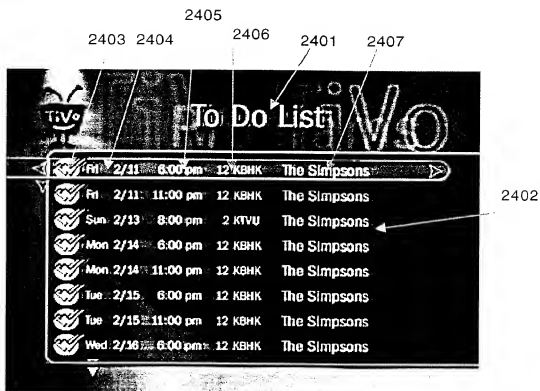 2405
2403 2404 2406 2401 2407
TiVo
To Do List
TiVo
Fri 2/11 6:00 pm 12 KBHK The Simpsons
Fri 2/11 11:00 pm 12 KBHK The Simpsons
2402
Sun 2/13 8:00 pm 2 KTVU The Simpsons
Mon 2/14 6:00 pm 12 KBHK The Simpsons
Mon 2/14 11:00 pm 12 KBHK The Simpsons
Tue 2/15 6:00 pm 12 KBHK The Simpsons
Tue 2/15 11:00 pm 12 KBHK The Simpsons
Wed 2/16 6:00 pm 12 KBHK The Simpsons